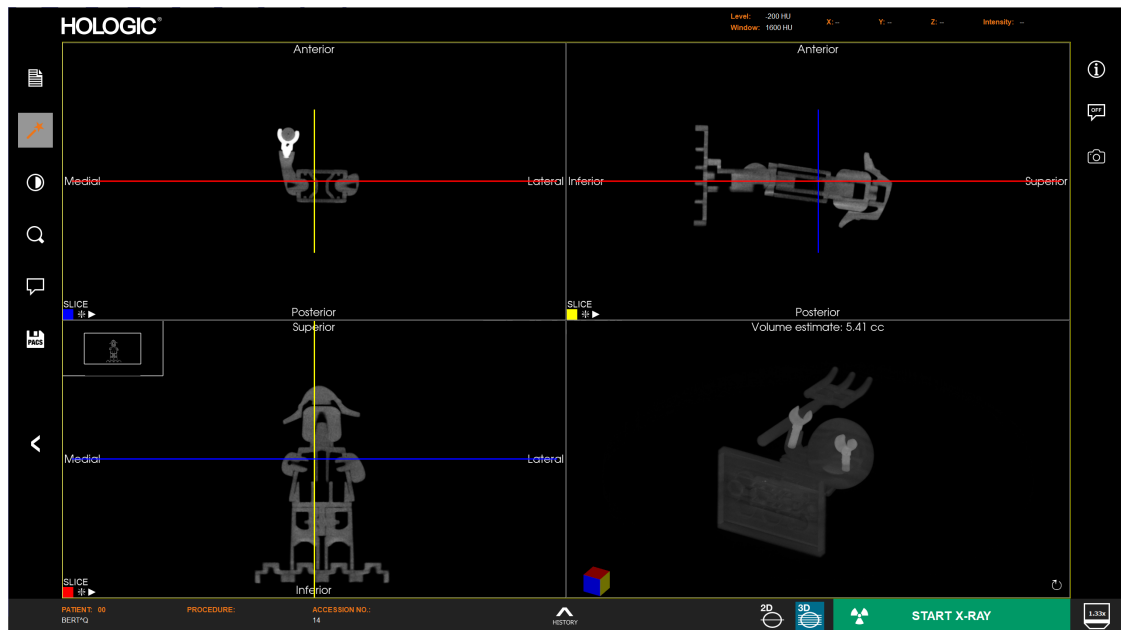 HOLOGIC®
Level: -200 HU X: -- Y: -- Z: -- Intensity: --
Window: 1600 HU
Anterior
Anterior
OFF
Medial
Lateral
Inferior
Superior
SLICE
Posterior
SLICE
Posterior
Superior
Volume estimate: 5.41 cc
PACS
Medial
Lateral
SLICE
Inferior
PATIENT: 00 PROCEDURE: ACCESSION NO.:
BERT^Q 14
HISTORY
2D
3D
START X-RAY
1.33x